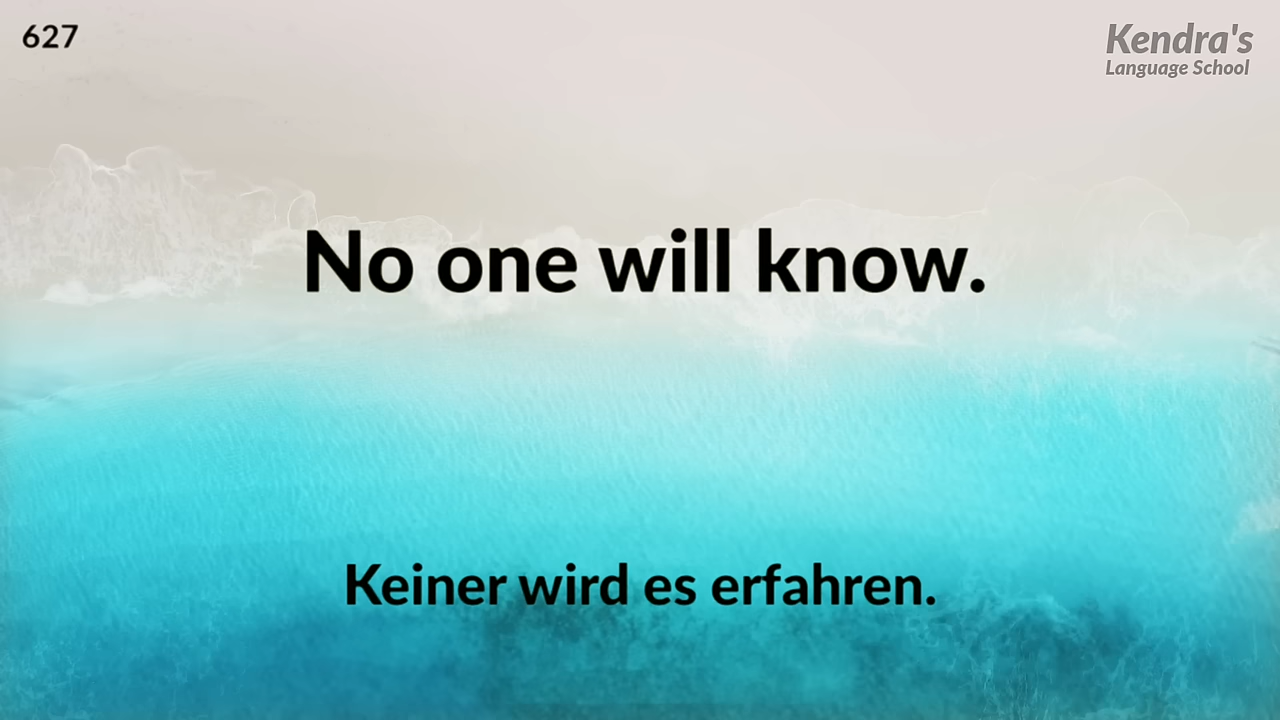 627
Kendra's
Language School
No one will know.
Keiner wird es erfahren.